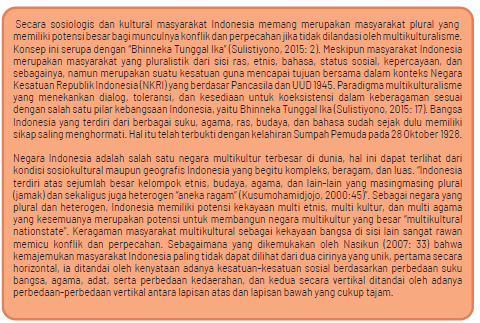 Secara sosiologis dan kultural masyarakat Indonesia memang merupakan masyarakat plural yang
memiliki potensi besar bagi munculnya konflik dan perpecahan jika tidak dilandasi oleh multikulturalisme.
Konsep ini serupa dengan "Bhinneka Tunggal Ika" (Sulistiyono, 2015: 2). Meskipun masyarakat Indonesia
merupakan masyarakat yang pluralistik dari sisi ras, etnis, bahasa, status sosial, kepercayaan, dan
sebagainya, namun merupakan suatu kesatuan guna mencapai tujuan bersama dalam konteks Negara
Kesatuan Republik Indonesia (NKRI) yang berdasar Pancasila dan UUD 1945. Paradigma multikulturalisme
yang menekankan dialog, toleransi, dan kesediaan untuk koeksistensi dalam keberagaman sesuai
dengan salah satu pilar kebangsaan Indonesia, yaitu Bhinneka Tunggal Ika (Sulistiyono, 2015: 17). Bangsa
Indonesia yang terdiri dari berbagai suku, agama, ras, budaya, dan bahasa sudah sejak dulu memiliki
sikap saling menghormati. Hal itu telah terbukti dengan kelahiran Sumpah Pemuda pada 28 Oktober 1928.
Negara Indonesia adalah salah satu negara multikultur terbesar di dunia, hal ini dapat terlihat dari
kondisi sosiokultural maupun geografis Indonesia yang begitu kompleks, beragam, dan luas. "Indonesia
terdiri atas sejumlah besar kelompok etnis, budaya, agama, dan lain-lain yang masingmasing plural
(jamak) dan sekaligus juga heterogen "aneka ragam" (Kusumohamidjojo, 2000:45)". Sebagai negara yang
plural dan heterogen, Indonesia memiliki potensi kekayaan multi etnis, multi kultur, dan multi agama
yang kesemuanya merupakan potensi untuk membangun negara multikultur yang besar "multikultural
nationstate". Keragaman masyarakat multikultural sebagai kekayaan bangsa di sisi lain sangat rawan
memicu konflik dan perpecahan. Sebagaimana yang dikemukakan oleh Nasikun (2007: 33) bahwa
kemajemukan masyarakat Indonesia paling tidak dapat dilihat dari dua cirinya yang unik, pertama secara
horizontal, ia ditandai oleh kenyataan adanya kesatuan-kesatuan sosial berdasarkan perbedaan suku
bangsa, agama, adat, serta perbedaan kedaerahan, dan kedua secara vertikal ditandai oleh adanya
perbedaan-perbedaan vertikal antara lapisan atas dan lapisan bawah yang cukup tajam.